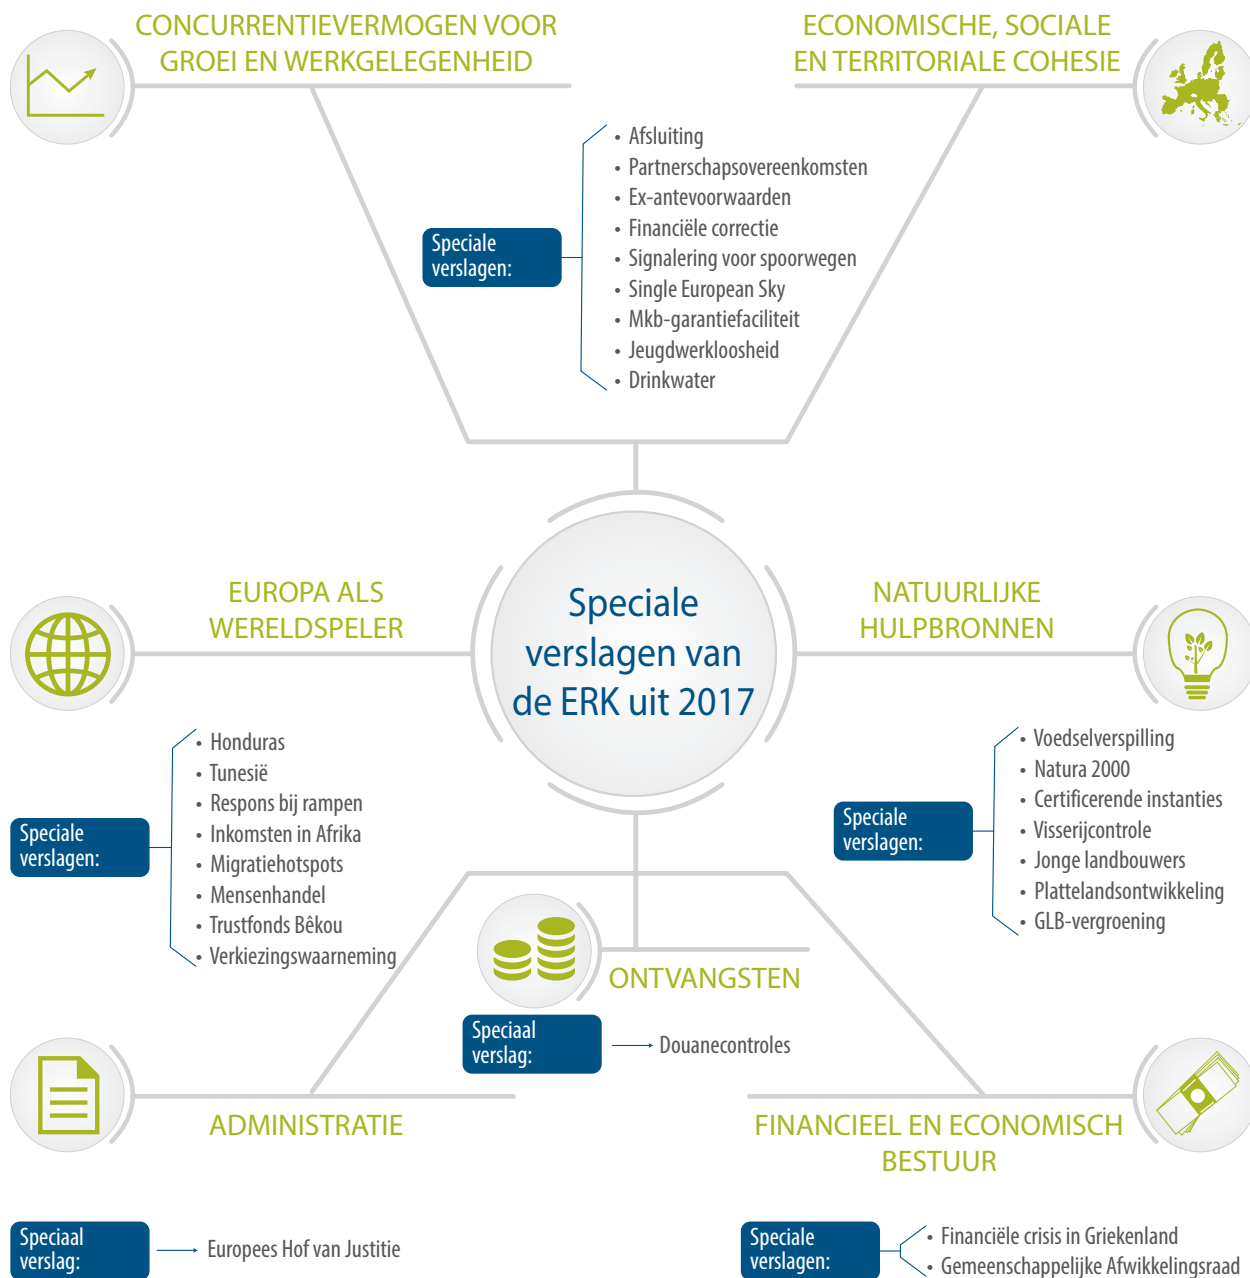 CONCURRENTIEVERMOGEN VOOR
GROEI EN WERKGELEGENHEID
ECONOMISCHE, SOCIALE
EN TERRITORIALE COHESIE
Speciale
verslagen:
• Afsluiting
• Partnerschapsovereenkomsten
• Ex-antevoorwaarden
• Financiële correctie
• Signalering voor spoorwegen
• Single European Sky
• Mkb-garantiefaciliteit
• Jeugdwerkloosheid
• Drinkwater
EUROPA ALS
WERELDSPELER
Speciale
verslagen van
de ERK uit 2017
NATUURLIJKE
HULPBRONNEN
Speciale
verslagen:
• Honduras
• Tunesië
• Respons bij rampen
• Inkomsten in Afrika
• Migratiehotspots
• Mensenhandel
• Trustfonds Bêkou
• Verkiezingswaarneming
Speciale
verslagen:
• Voedselverspilling
• Natura 2000
• Certificerende instanties
• Visserijcontrole
• Jonge landbouwers
• Plattelandsontwikkeling
• GLB-vergroening
ONTVANGSTEN
Speciaal
verslag:
Douanecontroles
ADMINISTRATIE
FINANCIEEL EN ECONOMISCH
BESTUUR
Speciaal
verslag:
Europees Hof van Justitie
Speciale
verslagen:
• Financiële crisis in Griekenland
• Gemeenschappelijke Afwikkelingsraad